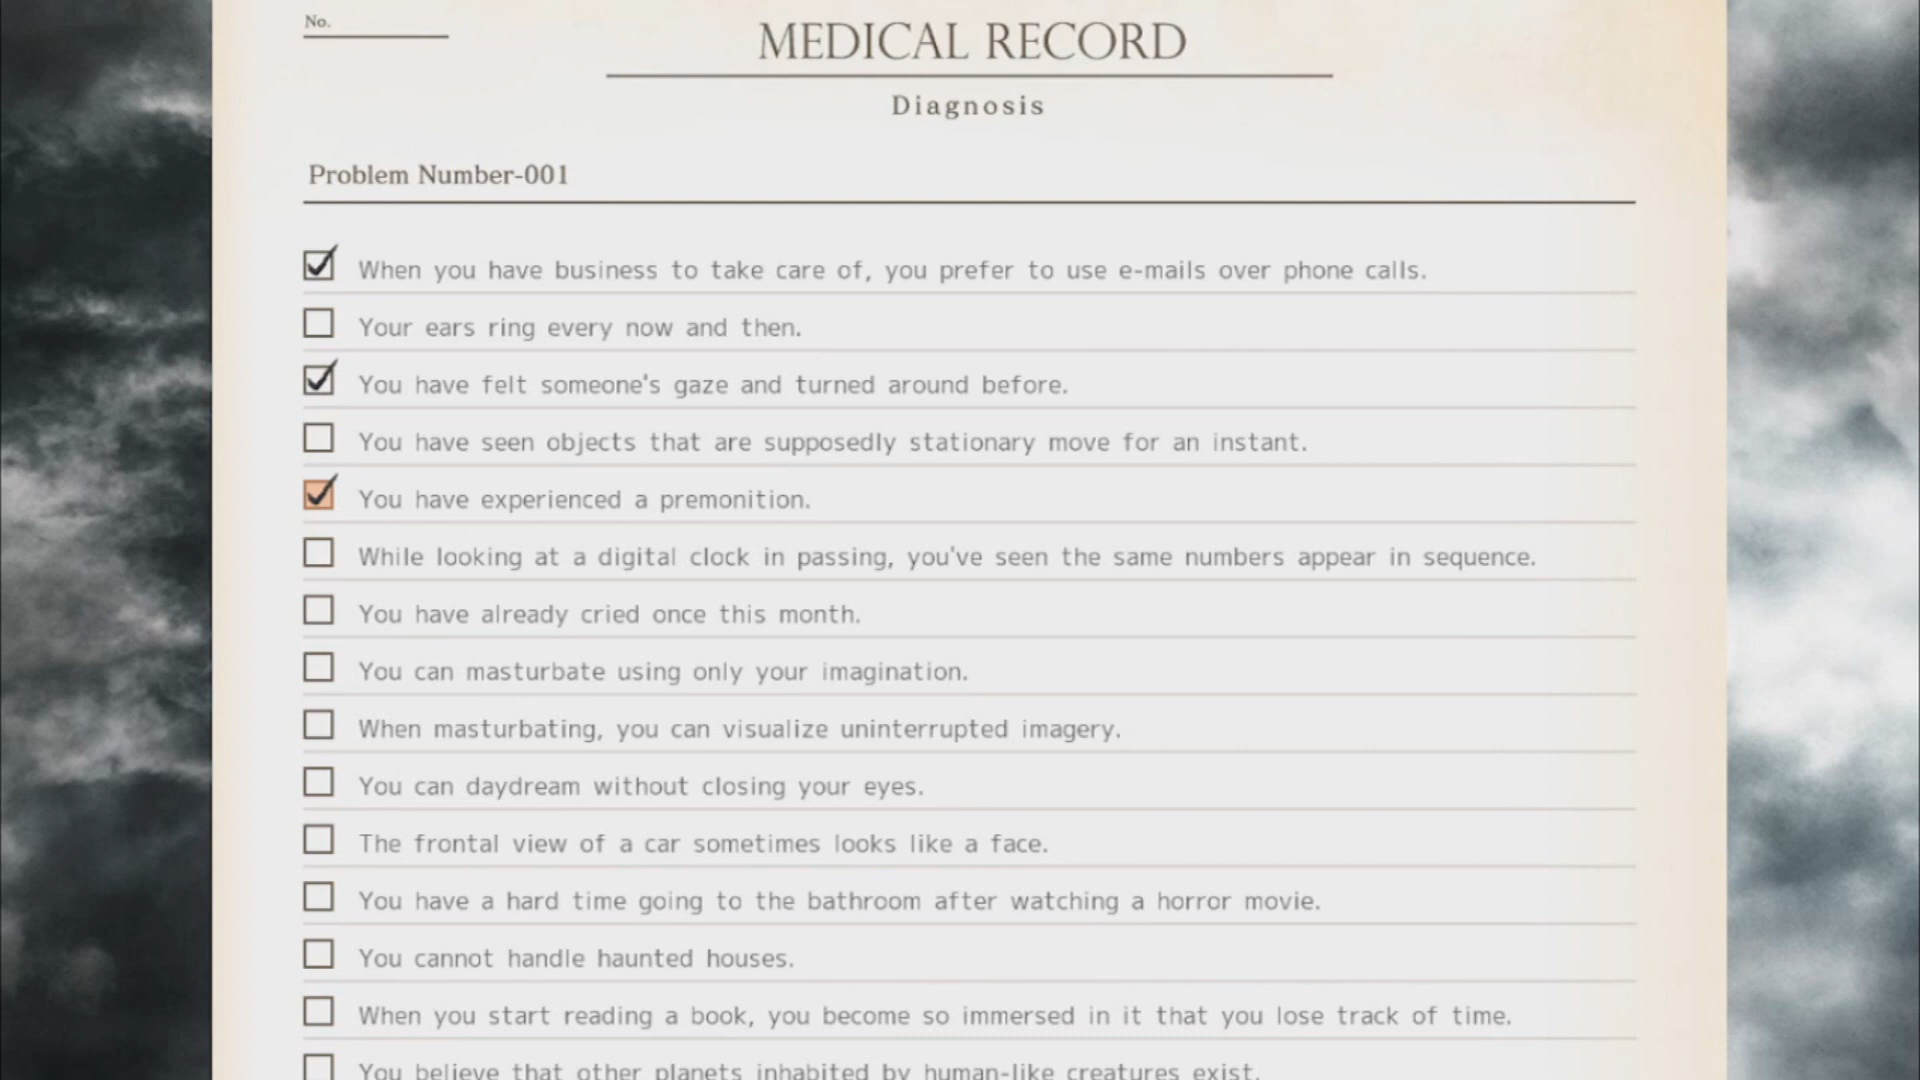 No.
MEDICAL RECORD
Diagnosis
Problem Number-001
When you have business to take care of, you prefer to use e-mails over phone calls.
Your ears ring every now and then.
You have felt someone's gaze and turned around before.
You have seen objects that are supposedly stationary move for an instant.
You have experienced a premonition.
While looking at a digital clock in passing, you've seen the same numbers appear in sequence.
You have already cried once this month.
You can masturbate using only your imagination.
When masturbating, you can visualize uninterrupted imagery.
You can daydream without closing your eyes.
The frontal view of a car sometimes looks like a face.
You have a hard time going to the bathroom after watching a horror movie.
You cannot handle haunted houses.
When you start reading a book, you become so immersed in it that you lose track of time.
You believe that other planets inhabited by human-like creatures exist.